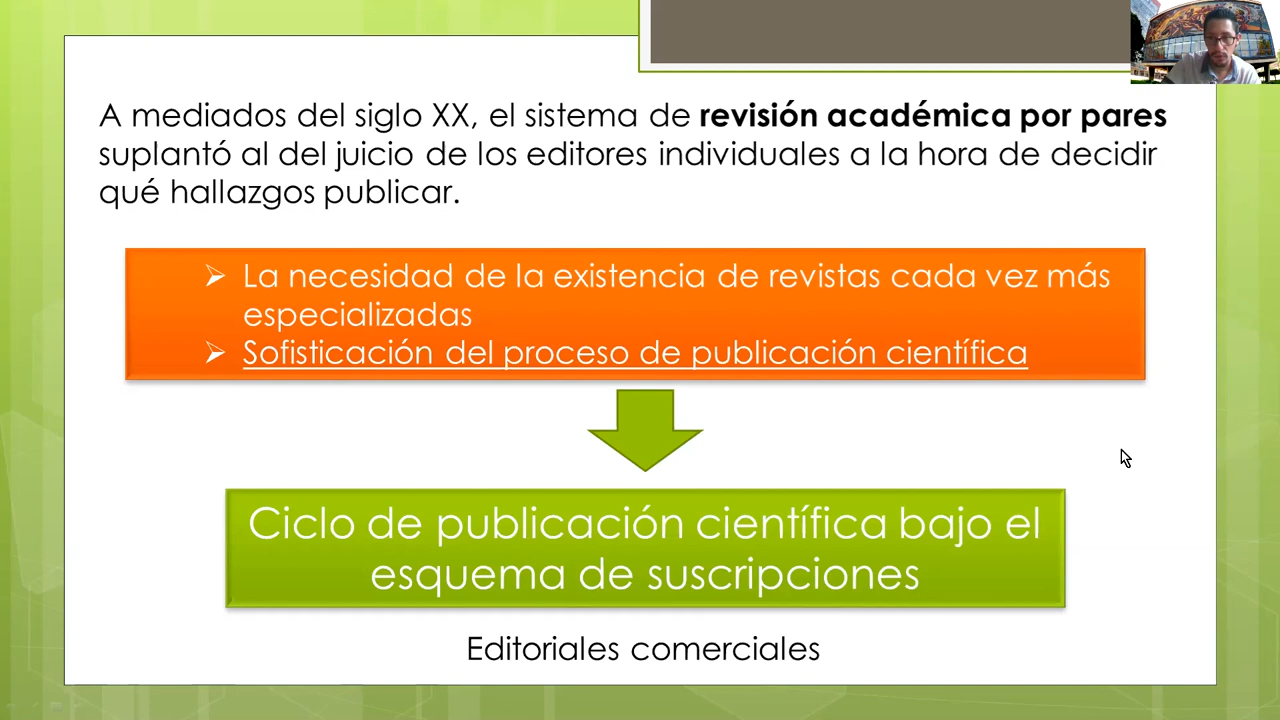 A mediados del siglo XX, el sistema de revisión académica por pares
suplantó al del juicio de los editores individuales a la hora de decidir
qué hallazgos publicar.
➢ La necesidad de la existencia de revistas cada vez más
especializadas
➢ Sofisticación del proceso de publicación científica
Ciclo de publicación científica bajo el
esquema de suscripciones
Editoriales comerciales